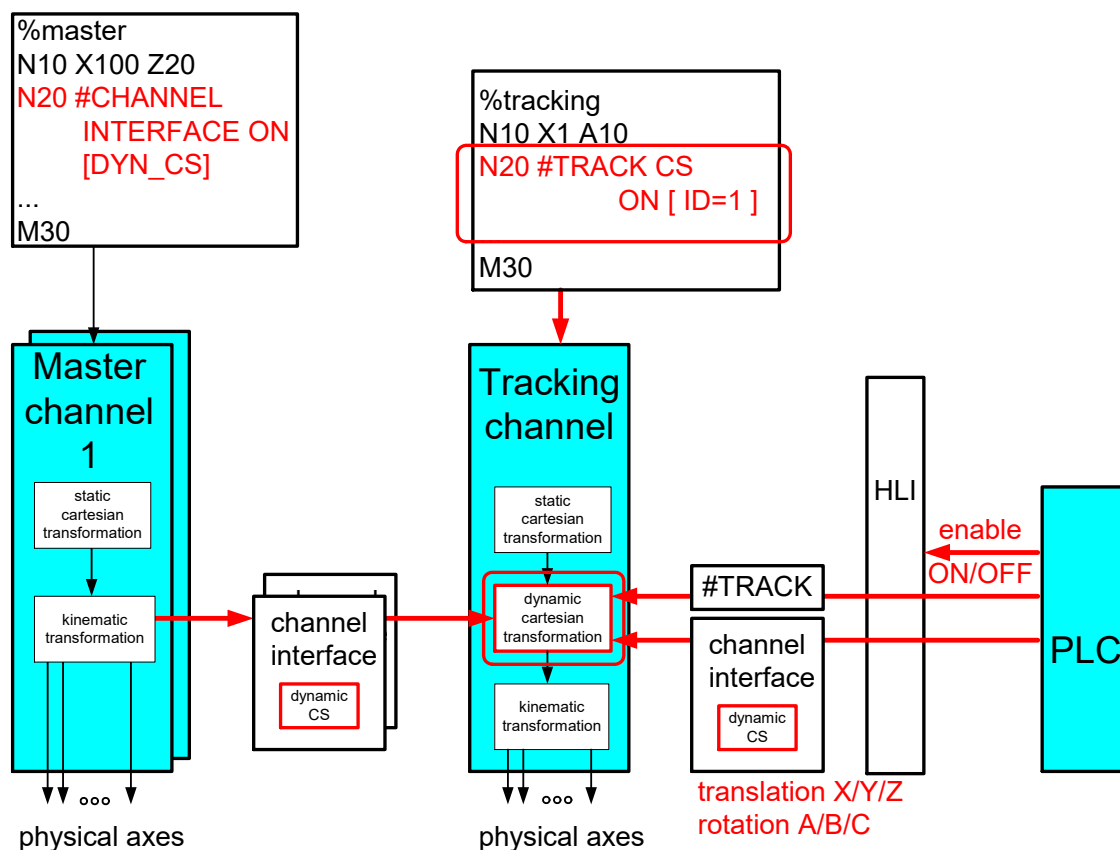 %master
N10 X100 Z20
N20 #CHANNEL
INTERFACE ON
[DYN_CS]
...
M30
%tracking
N10 X1 A10
N20 #TRACK CS
ON [ ID=1 ]
M30
Master
channel
1
static
cartesian
transformation
kinematic
transformation
physical axes
channel
interface
dynamic
CS
Tracking
channel
static
cartesian
transformation
dynamic
cartesian
transformation
kinematic
transformation
physical axes
#TRACK
channel
interface
dynamic
CS
translation X/Y/Z
rotation A/B/C
HLI
enable
ON/OFF
PLC